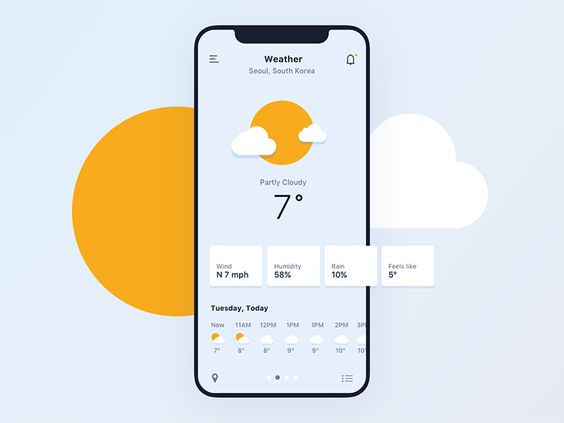 Weather
Seoul, South Korea
Partly Cloudy
7°
Wind Humidity Rain Feels like
N 7 mph 58% 10% 5°
Tuesday, Today
Now 11AM 12PM 1PM 1PM 2PM 3P
7° 8° 8° 9° 9° 10° 10°